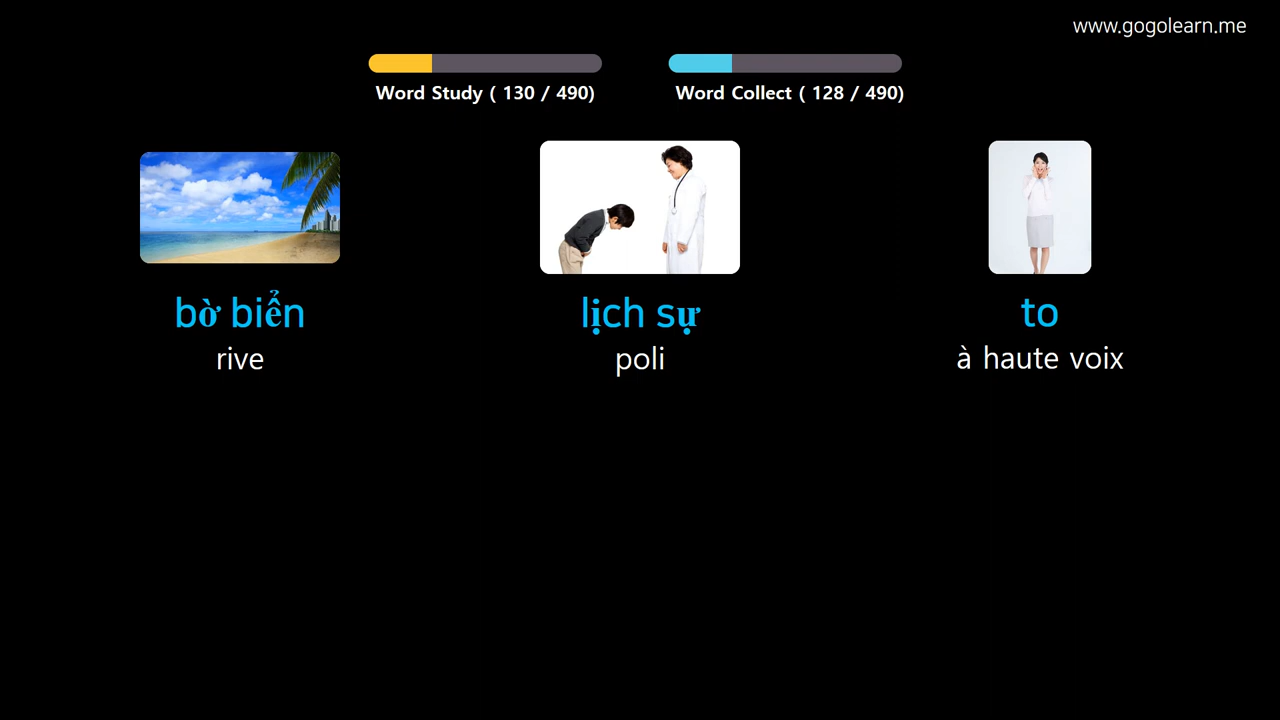 www.gogolearn.me
Word Study ( 130 / 490)
Word Collect ( 128 / 490)
bờ biển
rive
lịch sự
poli
to
à haute voix